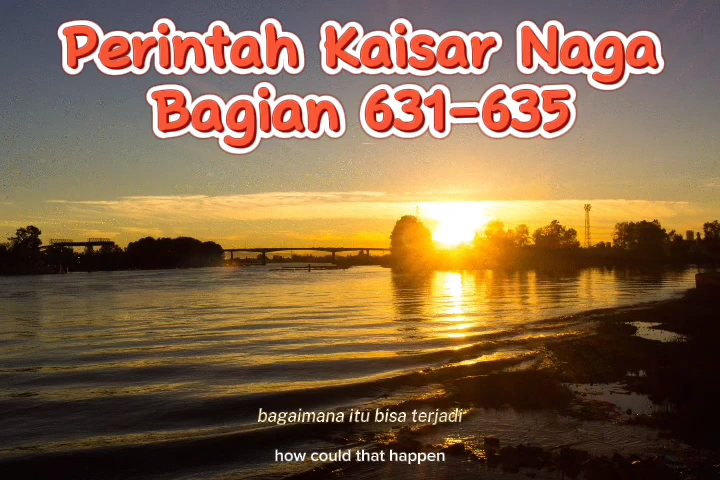 Perintah Kaisar Naga
Bagian 631-635
bagaimana itu bisa terjadi
how could that happen